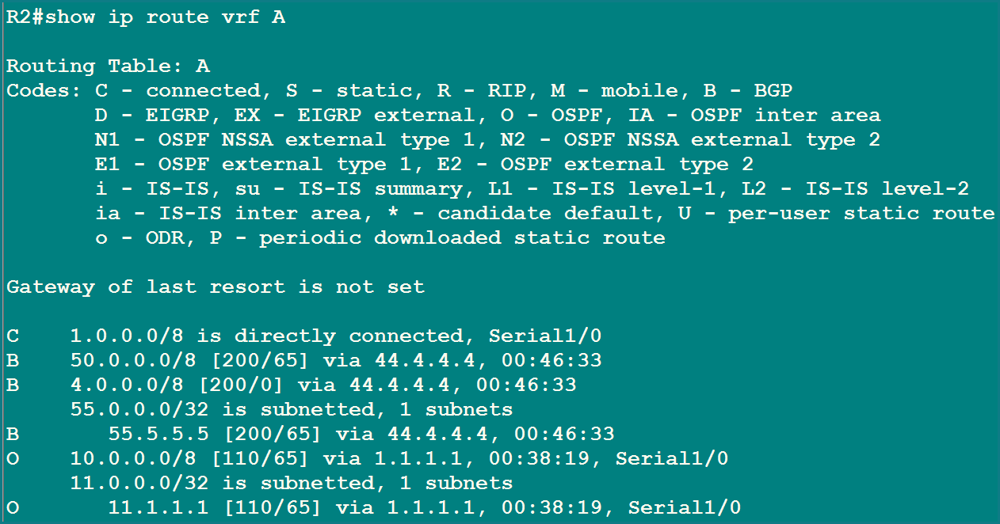 R2#show ip route vrf A
Routing Table: A
Codes: C - connected, S - static, R - RIP, M - mobile, B - BGP
D - EIGRP, EX - EIGRP external, O - OSPF, IA - OSPF inter area
N1 - OSPF NSSA external type 1, N2 - OSPF NSSA external type 2
E1 - OSPF external type 1, E2 - OSPF external type 2
i - IS-IS, su - IS-IS summary, L1 - IS-IS level-1, L2 - IS-IS level-2
ia - IS-IS inter area, * - candidate default, U - per-user static route
o - ODR, P - periodic downloaded static route
Gateway of last resort is not set
C    1.0.0.0/8 is directly connected, Serial1/0
B    50.0.0.0/8 [200/65] via 44.4.4.4, 00:46:33
B    4.0.0.0/8 [200/0] via 44.4.4.4, 00:46:33
     55.0.0.0/32 is subnetted, 1 subnets
B       55.5.5.5 [200/65] via 44.4.4.4, 00:46:33
O    10.0.0.0/8 [110/65] via 1.1.1.1, 00:38:19, Serial1/0
     11.0.0.0/32 is subnetted, 1 subnets
O       11.1.1.1 [110/65] via 1.1.1.1, 00:38:19, Serial1/0